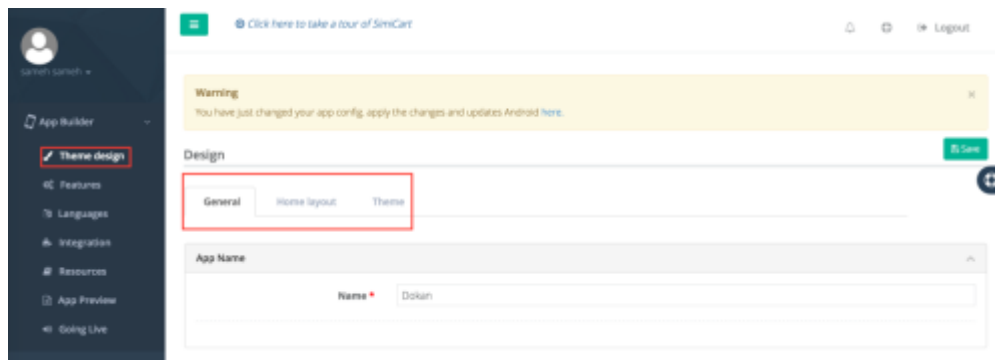 Click here to take a tour of SimiCart
Logout
sameh sameh
Warning
You have just changed your app config, apply the changes and updates Android here.
App Builder
Theme design
Design
Save
Features
General Home layout Theme
Languages
Integration
App Name
Resources
Name * Dokan
App Preview
Going Live